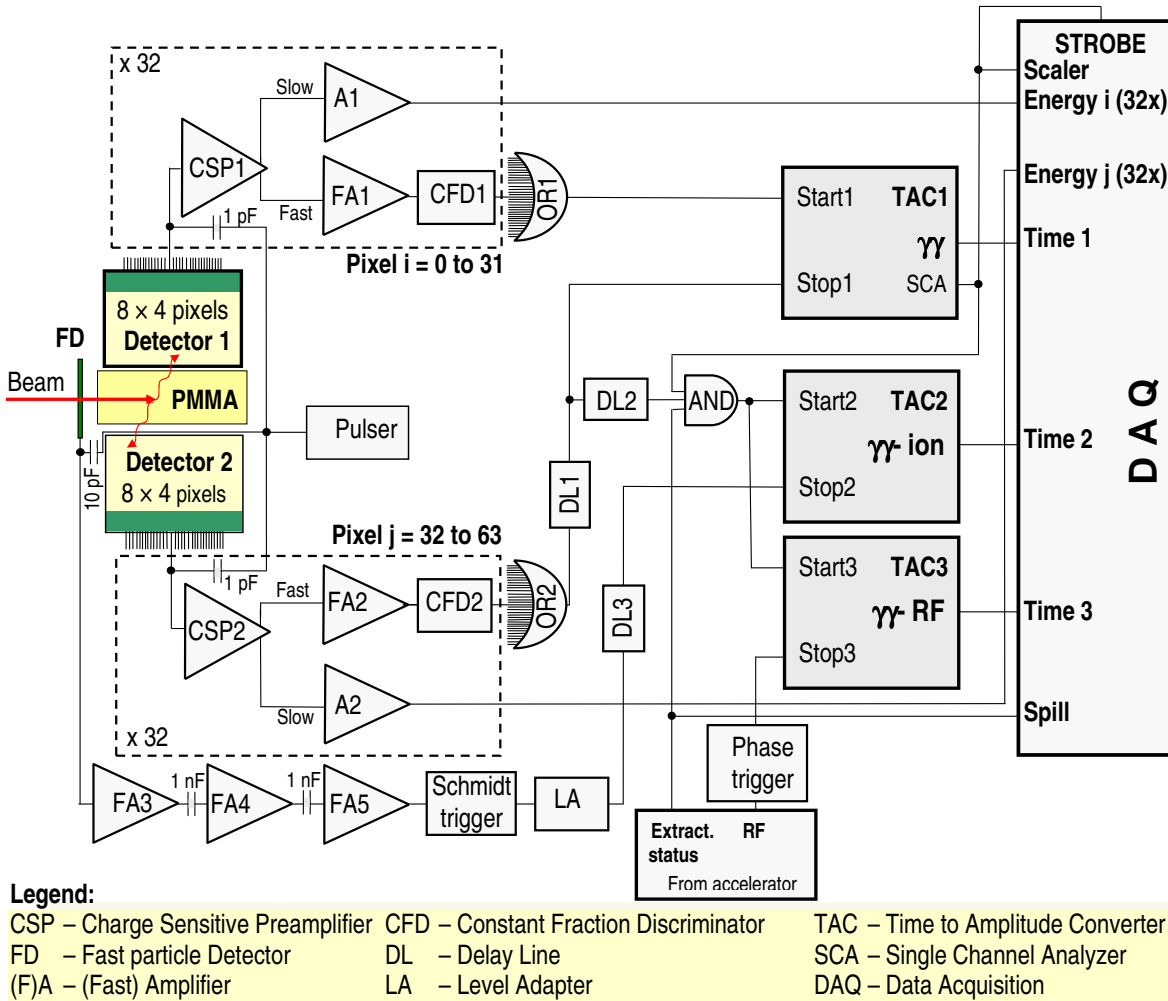 x 32
Slow
A1
CSP1
FA1
Fast
CFD1
OR1
1 pF
Pixel i = 0 to 31
STROBE
Scaler
Energy i (32x)
Energy j (32x)
Start1 TAC1
γγ
Stop1 SCA
Time 1
8 × 4 pixels
Detector 1
FD
Beam
PMMA
Pulser
DL2
AND
Start2 TAC2
γγ- ion
Stop2
Time 2
DAQ
Detector 2
8 × 4 pixels
10 pF
DL1
Pixel j = 32 to 63
1 pF
Fast
FA2
CFD2
OR2
CSP2
DL3
Start3 TAC3
γγ- RF
Stop3
Time 3
Slow
A2
x 32
Spill
Phase
trigger
FA3
1 nF
FA4
1 nF
FA5
Schmidt
trigger
LA
Extract. RF
status
From accelerator
Legend:
CSP – Charge Sensitive Preamplifier CFD – Constant Fraction Discriminator TAC – Time to Amplitude Converter
FD – Fast particle Detector DL – Delay Line SCA – Single Channel Analyzer
(F)A – (Fast) Amplifier LA – Level Adapter DAQ – Data Acquisition